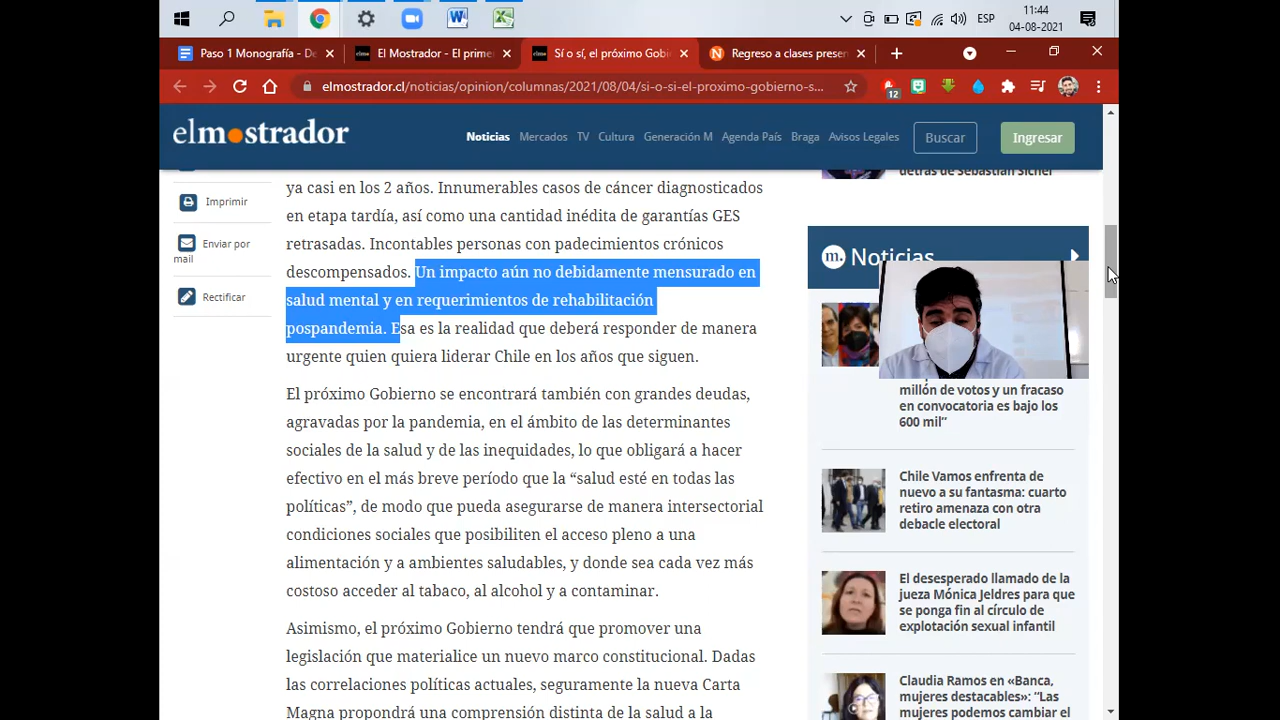 11:44
ESP
04-08-2021
Paso 1 Monografía - De
El Mostrador - El prime
Sí o sí, el próximo Gobi
Regreso a clases presen
elmostrador.cl/noticias/opinion/columnas/2021/08/04/si-o-si-el-proximo-gobierno-s...
12
elmostrador
Noticias
Mercados
TV
Cultura
Generación M
Agenda País
Braga
Avisos Legales
Buscar
Ingresar
Imprimir
Enviar por
mail
Rectificar
ya casi en los 2 años. Innumerables casos de cáncer diagnosticados
en etapa tardía, así como una cantidad inédita de garantías GES
retrasadas. Incontables personas con padecimientos crónicos
descompensados. Un impacto aún no debidamente mensurado en
salud mental y en requerimientos de rehabilitación
pospandemia. Esa es la realidad que deberá responder de manera
urgente quien quiera liderar Chile en los años que siguen.
El próximo Gobierno se encontrará también con grandes deudas,
agravadas por la pandemia, en el ámbito de las determinantes
sociales de la salud y de las inequidades, lo que obligará a hacer
efectivo en el más breve período que la “salud esté en todas las
políticas”, de modo que pueda asegurarse de manera intersectorial
condiciones sociales que posibiliten el acceso pleno a una
alimentación y a ambientes saludables, y donde sea cada vez más
costoso acceder al tabaco, al alcohol y a contaminar.
Asimismo, el próximo Gobierno tendrá que promover una
legislación que materialice un nuevo marco constitucional. Dadas
las correlaciones políticas actuales, seguramente la nueva Carta
Magna propondrá una comprensión distinta de la salud a la
detrás de Sebastián Sichel
m. Noticias
millón de votos y un fracaso
en convocatoria es bajo los
600 mil”
Chile Vamos enfrenta de
nuevo a su fantasma: cuarto
retiro amenaza con otra
debacle electoral
El desesperado llamado de la
jueza Mónica Jeldres para que
se ponga fin al círculo de
explotación sexual infantil
Claudia Ramos en «Banca,
mujeres destacables»: “Las
mujeres podemos cambiar el